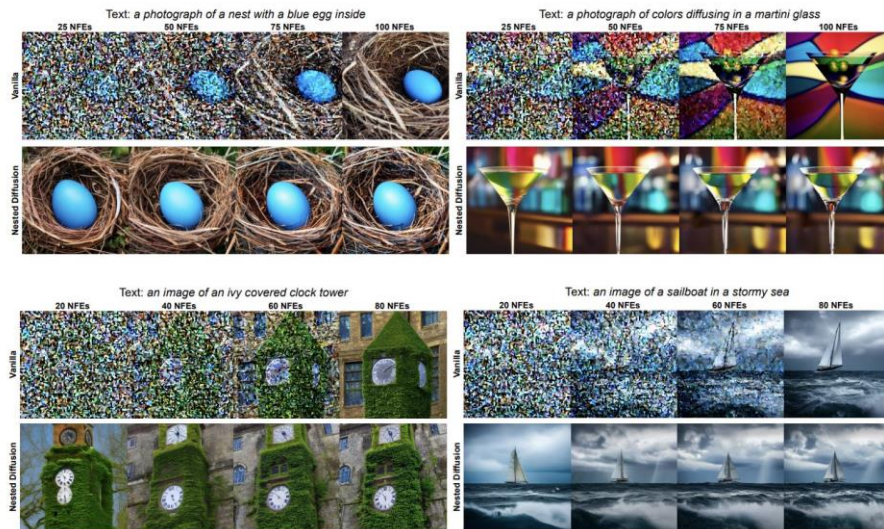 Text: a photograph of a nest with a blue egg inside
25 NFEs 50 NFEs 75 NFEs 100 NFEs
Vanilla
Nested Diffusion
Text: a photograph of colors diffusing in a martini glass
25 NFEs 50 NFEs 75 NFEs 100 NFEs
Vanilla
Nested Diffusion
Text: an image of an ivy covered clock tower
20 NFEs 40 NFEs 60 NFEs 80 NFEs
Vanilla
Nested Diffusion
Text: an image of a sailboat in a stormy sea
20 NFEs 40 NFEs 60 NFEs 80 NFEs
Vanilla
Nested Diffusion